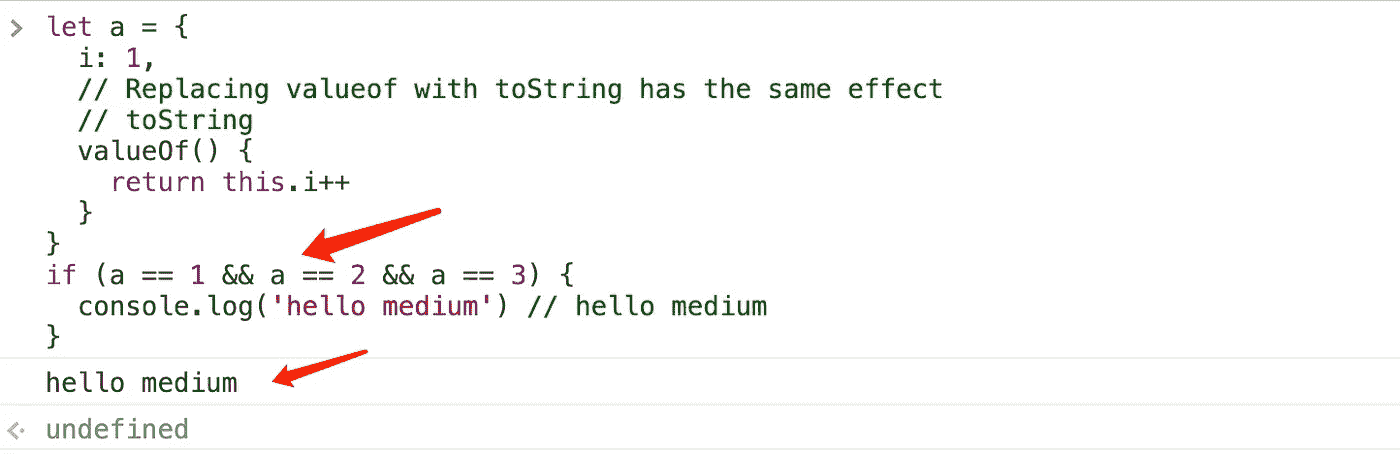 let a = {
i: 1,
// Replacing valueof with toString has the same effect
// toString
valueOf() {
return this.i++
}
}
if (a == 1 && a == 2 && a == 3) {
console.log('hello medium') // hello medium
}
hello medium
undefined